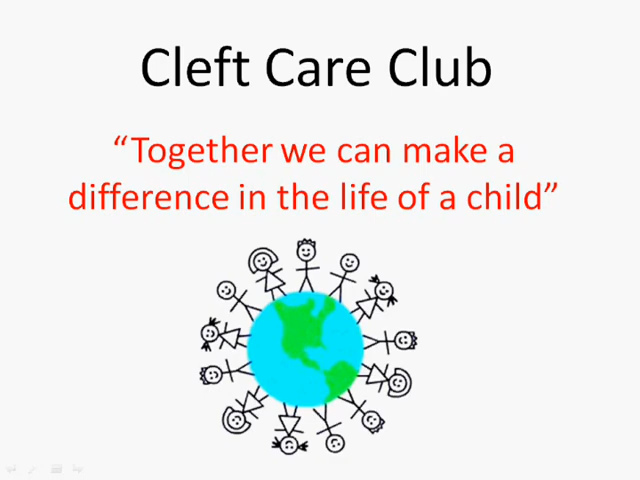 Cleft Care Club
“Together we can make a
difference in the life of a child”